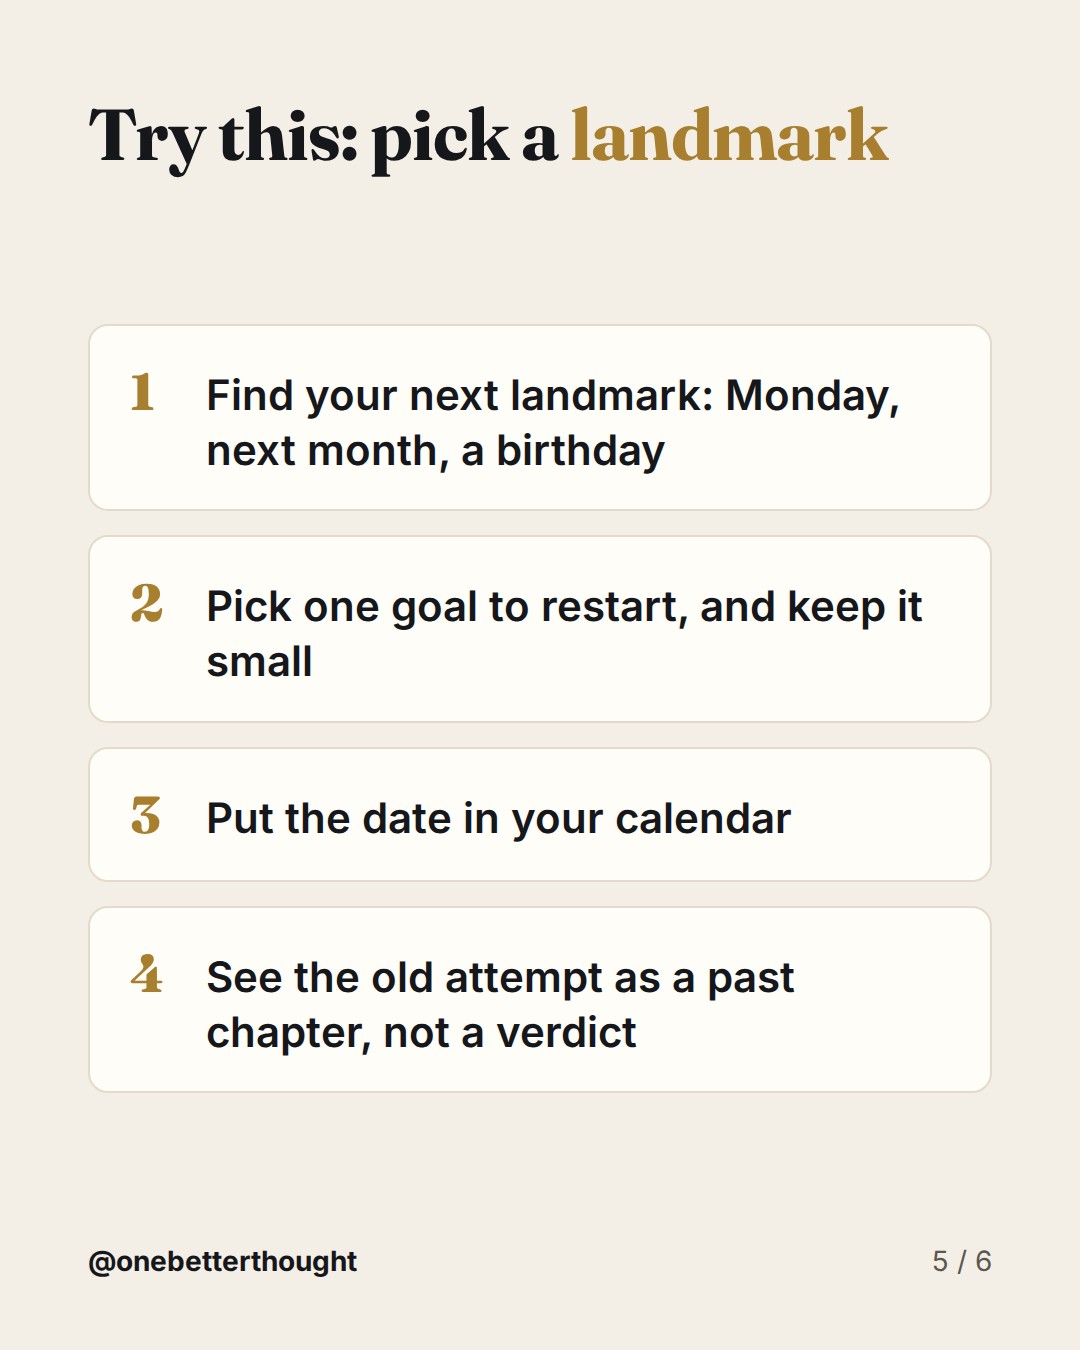 Try this: pick a landmark
1
Find your next landmark: Monday,
next month, a birthday
2
Pick one goal to restart, and keep it
small
3
Put the date in your calendar
4
See the old attempt as a past
chapter, not a verdict
@onebetterthought
5 / 6